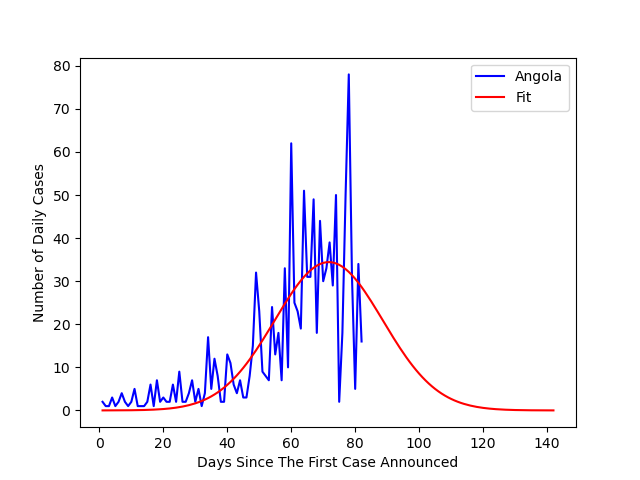 Angola
Fit
80
70
60
50
40
30
20
10
0
Number of Daily Cases
0 20 40 60 80 100 120 140
Days Since The First Case Announced